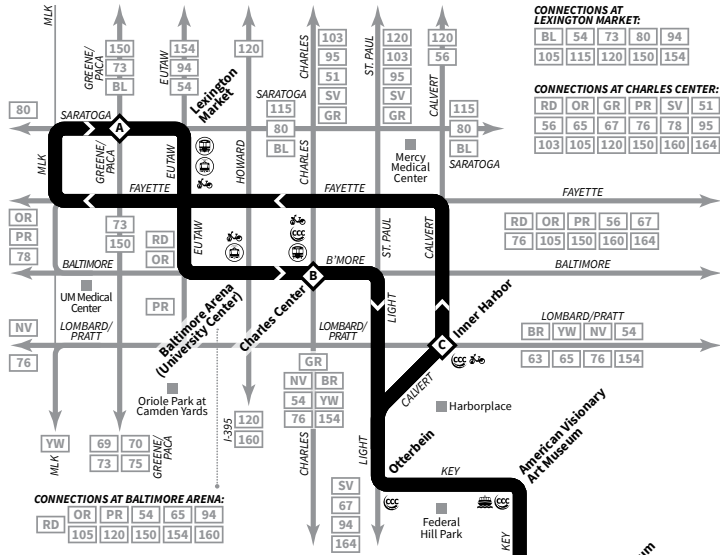 MLK
GREENE/
PACA
150
73
BL
EUTAW
154
94
54
Lexington
Market
120
CHARLES
103
95
51
SV
GR
ST. PAUL
120
103
95
SV
GR
120
56
CALVERT
CONNECTIONS AT
LEXINGTON MARKET:
BL 54 73 80 94
105 115 120 150 154
CONNECTIONS AT CHARLES CENTER:
RD OR GR PR SV 51
56 65 67 76 78 95
103 105 120 150 160 164
80
SARATOGA
A
SARATOGA
115
80
BL
115
80
BL
SARATOGA
MLK
GREENE/
PACA
EUTAW
HOWARD
CHARLES
Mercy
Medical
Center
FAYETTE
FAYETTE
FAYETTE
OR
PR
78
73
150
RD
OR
EUTAW
ST. PAUL
CALVERT
RD OR PR 56 67
76 105 150 160 164
BALTIMORE
B
B'MORE
BALTIMORE
UM Medical
Center
PR
Baltimore Arena
(University Center)
Charles Center
LIGHT
Inner Harbor
NV
76
LOMBARD/
PRATT
LOMBARD/
PRATT
C
LOMBARD/PRATT
BR YW NV 54
63 65 76 154
Oriole Park at
Camden Yards
GR
NV BR
54 YW
76 154
CALVERT
Harborplace
I-395
120
160
YW
MLK
69 70
73 75
GREENE/
PACA
CHARLES
LIGHT
Otterbein
KEY
American Visionary
Art Museum
SV
67
94
164
Federal
Hill Park
KEY
um
CONNECTIONS AT BALTIMORE ARENA:
RD
OR PR 54 65 94
105 120 150 154 160